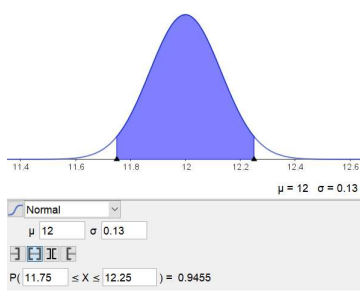 11.4 11.6 11.8 12 12.2 12.4 12.6
μ = 12 σ = 0.13
Normal
μ 12 σ 0.13
P( 11.75 ≤ X ≤ 12.25 ) = 0.9455